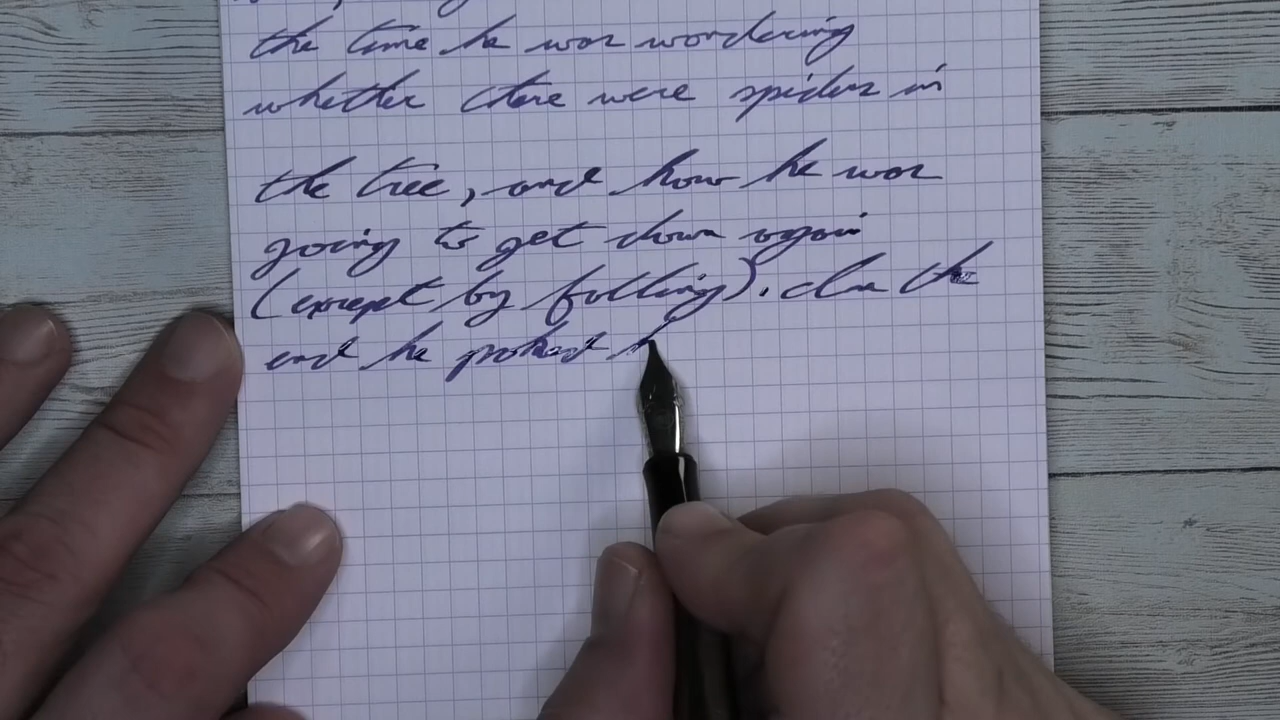 the time he was wondering
whether there were spiders in
the tree, and how he was
going to get down again
(except by falling). In the
end he poked h